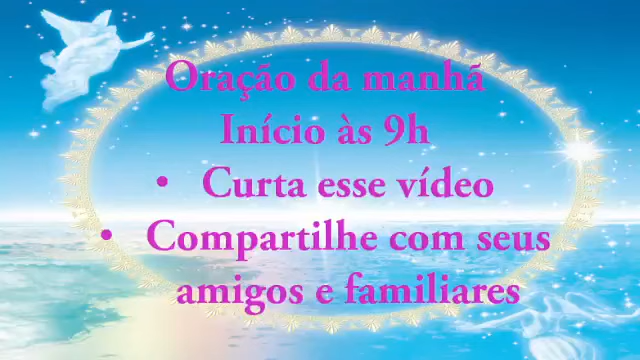 Oração da manhã
Início às 9h
• Curta esse vídeo
• Compartilhe com seus
amigos e familiares